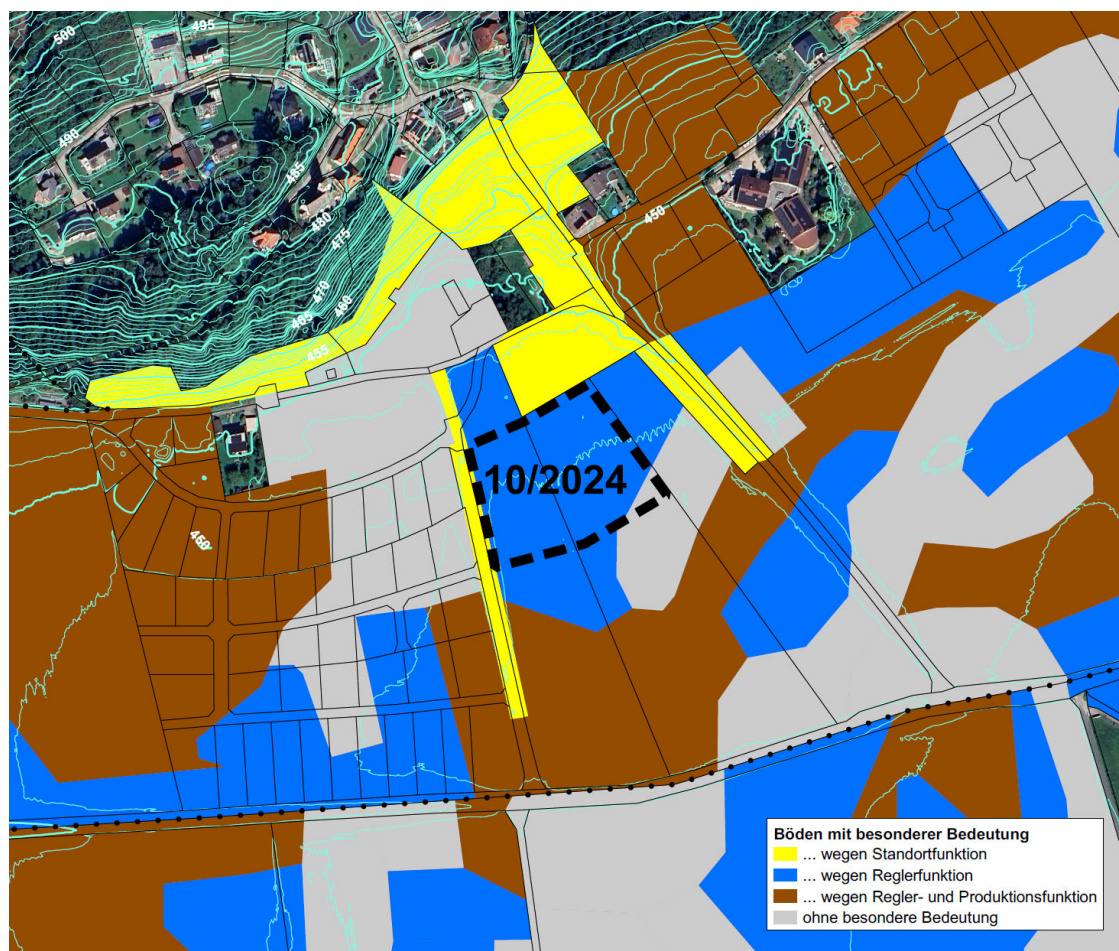 500
495
490
485
480
475
470
465
460
455
450
10/2024
450
Böden mit besonderer Bedeutung
... wegen Standortfunktion
... wegen Reglerfunktion
... wegen Regler- und Produktionsfunktion
ohne besondere Bedeutung